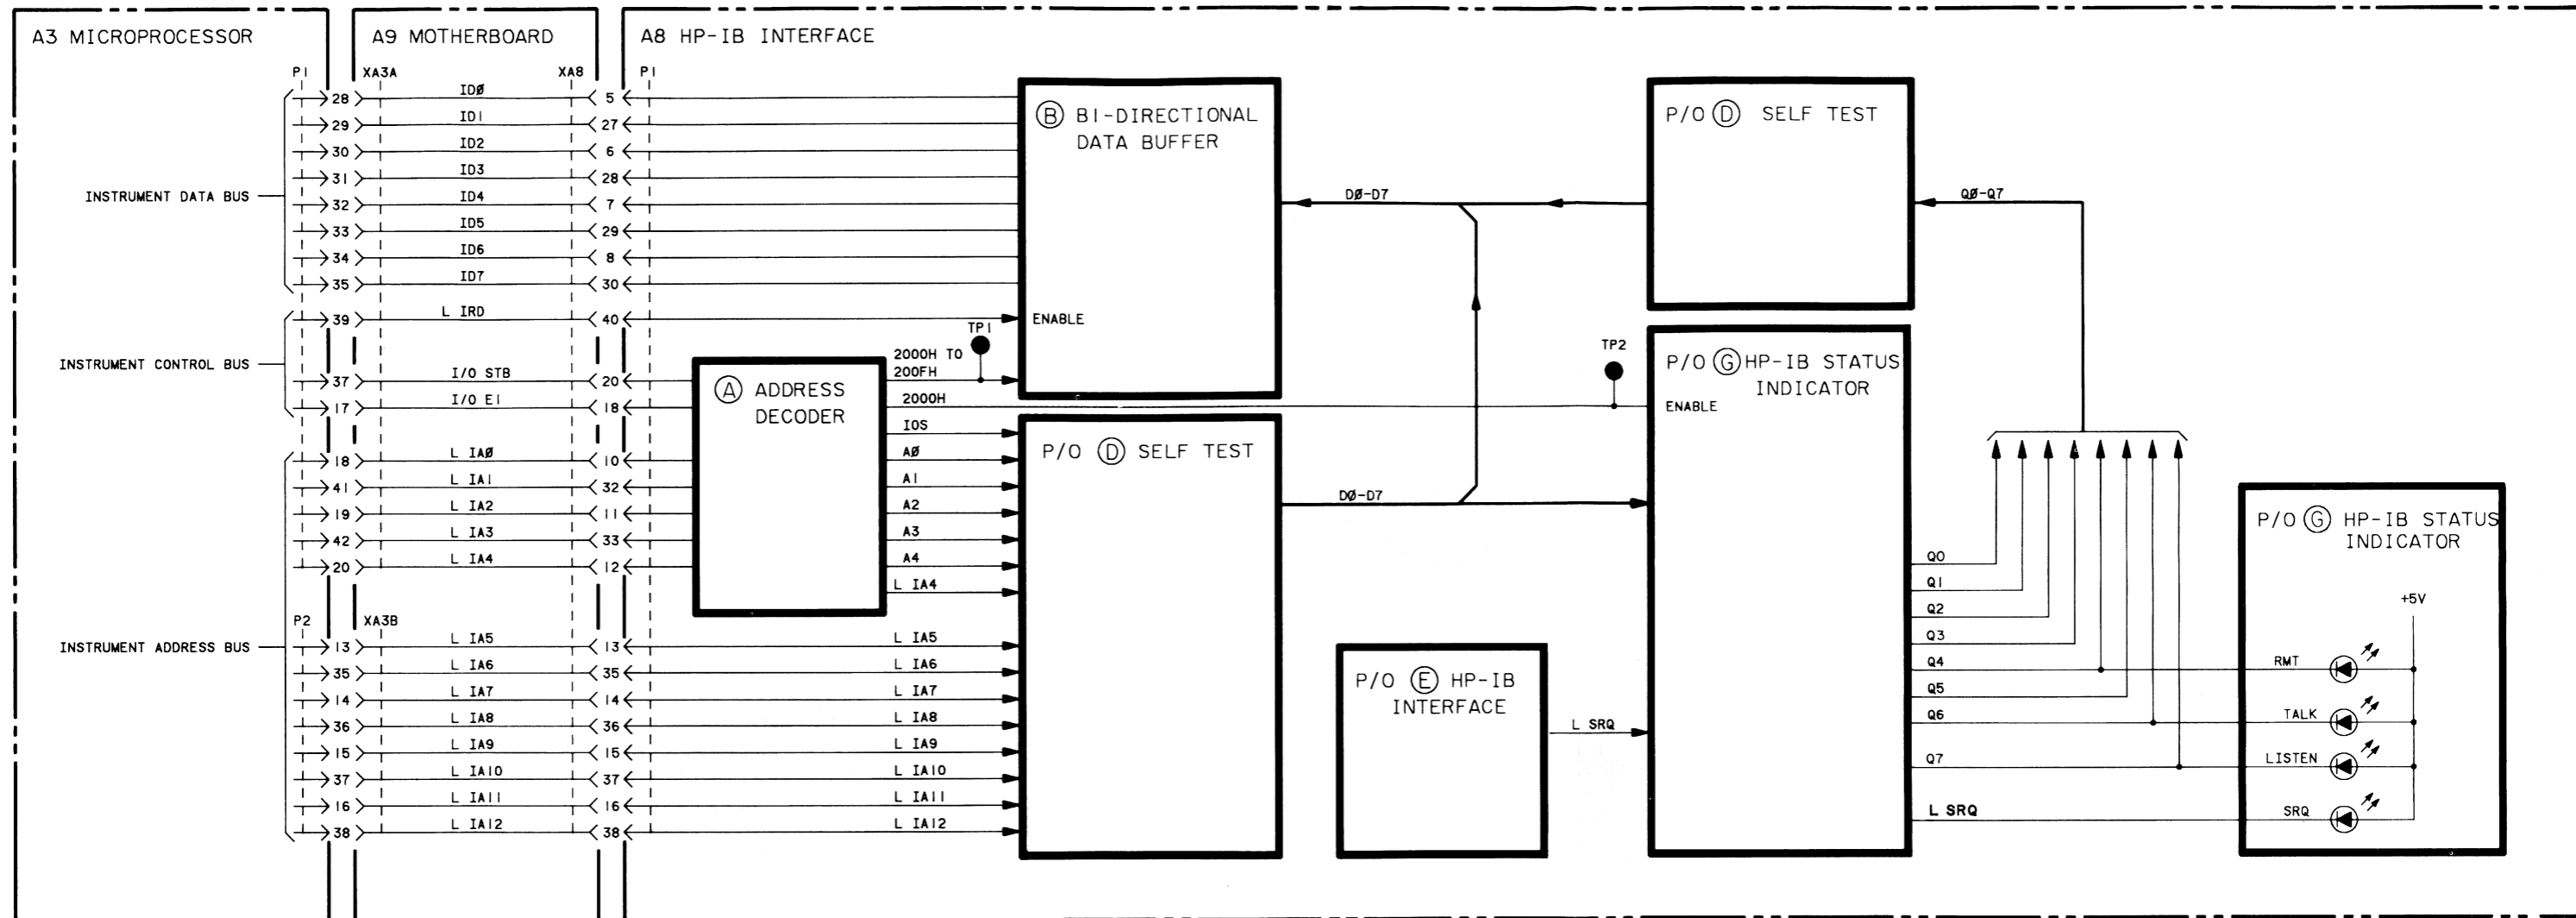 A3 MICROPROCESSOR
A9 MOTHERBOARD
A8 HP-IB INTERFACE
P1
XA3A
XA8
P1
INSTRUMENT DATA BUS
28 IDØ 5
29 ID1 27
30 ID2 6
31 ID3 28
32 ID4 7
33 ID5 29
34 ID6 8
35 ID7 30
INSTRUMENT CONTROL BUS
39 L IRD 40
37 I/O STB 20
17 I/O E1 18
INSTRUMENT ADDRESS BUS
18 L IAØ 10
41 L IA1 32
19 L IA2 11
42 L IA3 33
20 L IA4 12
P2
XA3B
13 L IA5 13
35 L IA6 35
14 L IA7 14
36 L IA8 36
15 L IA9 15
37 L IA10 37
16 L IA11 16
38 L IA12 38
A ADDRESS
DECODER
2000H TO
200FH
TP1
2000H
IOS
AØ
A1
A2
A3
A4
L IA4
L IA5
L IA6
L IA7
L IA8
L IA9
L IA10
L IA11
L IA12
B BI-DIRECTIONAL
DATA BUFFER
ENABLE
P/O D SELF TEST
DØ-D7
DØ-D7
P/O E HP-IB
INTERFACE
L SRQ
P/O D SELF TEST
QØ-Q7
TP2
P/O G HP-IB STATUS
INDICATOR
ENABLE
Q0
Q1
Q2
Q3
Q4
Q5
Q6
Q7
L SRQ
P/O G HP-IB STATUS
INDICATOR
+5V
RMT
TALK
LISTEN
SRQ